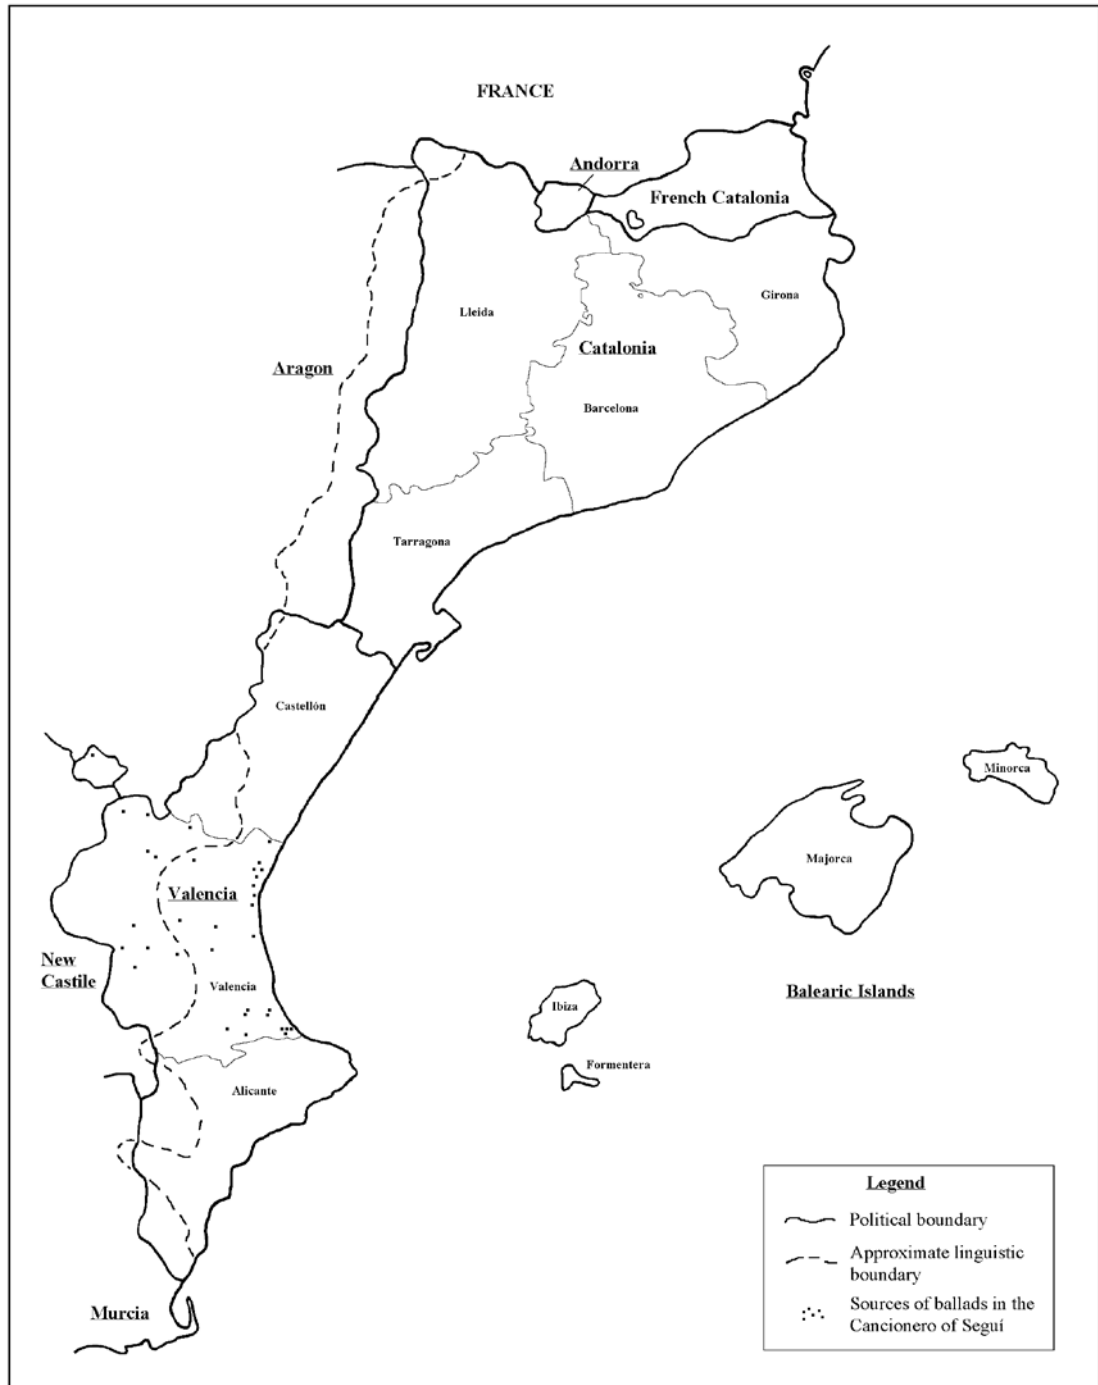 FRANCE
Andorra
French Catalonia
Girona
Lleida
Catalonia
Aragon
Barcelona
Tarragona
Castellón
Minorca
Majorca
Valencia
New
Castile
Valencia
Balearic Islands
Ibiza
Formentera
Alicante
Murcia
Legend
Political boundary
Approximate linguistic
boundary
Sources of ballads in the
Cancionero of Seguí